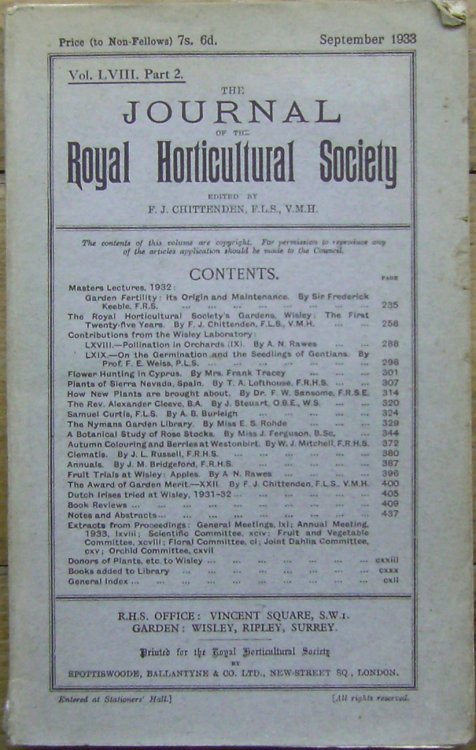 Price (to Non-Fellows) 7s. 6d. September 1933
Vol. LVIII. Part 2.
THE
JOURNAL
OF THE
Royal Horticultural Society
EDITED BY
F. J. CHITTENDEN, F.L.S., V.M.H.
The contents of this volume are copyright. For permission to reproduce any
of the articles application should be made to the Council.
CONTENTS.
PAGE
Masters Lectures, 1932:
Garden Fertility: its Origin and Maintenance. By Sir Frederick
Keeble, F.R.S. ... ... ... ... ... ... ... 235
The Royal Horticultural Society's Gardens, Wisley: The First
Twenty-five Years. By F. J. Chittenden, F.L.S., V.M.H. ... ... 258
Contributions from the Wisley Laboratory:
LXVIII.—Pollination in Orchards (IX). By A. N. Rawes ... ... 288
LXIX.—On the Germination and the Seedlings of Gentians. By
Prof. F. E. Weiss, P.L.S. ... ... ... ... ... 296
Flower Hunting in Cyprus. By Mrs. Frank Tracey ... ... ... 301
Plants of Sierra Nevada, Spain. By T. A. Lofthouse, F.R.H.S. ... ... 307
How New Plants are brought about. By Dr. F. W. Sansome, F.R.S.E. 314
The Rev. Alexander Cleeve, B.A. By J. Steuart, O.B.E., W.S. ... ... 320
Samuel Curtis, F.L.S. By A. B. Burleigh ... ... ... ... 324
The Nymans Garden Library. By Miss E. S. Rohde ... ... ... 329
A Botanical Study of Rose Stocks. By Miss J. Ferguson, B.Sc. ... ... 344
Autumn Colouring and Berries at Westonbirt. By W. J. Mitchell, F.R.H.S. 372
Clematis. By J. L. Russell, F.R.H.S. ... ... ... ... ... 380
Annuals. By J. M. Bridgeford, F.R.H.S. ... ... ... ... 387
Fruit Trials at Wisley: Apples. By A. N. Rawes ... ... ... 396
The Award of Garden Merit.—XXII. By F. J. Chittenden, F.L.S., V.M.H. 400
Dutch Irises tried at Wisley, 1931-32 ... ... ... ... ... 405
Book Reviews ... ... ... ... ... ... ... 409
Notes and Abstracts ... ... ... ... ... ... ... 437
Extracts from Proceedings: General Meetings, lxi; Annual Meeting,
1933, lxviii; Scientific Committee, xciv; Fruit and Vegetable
Committee, xcviii; Floral Committee, ci; Joint Dahlia Committee,
cxv; Orchid Committee, cxvii
Donors of Plants, etc. to Wisley ... ... ... ... ... cxxiii
Books added to Library ... ... ... ... ... ... cxxx
General Index ... ... ... ... ... ... ... cxli
R.H.S. OFFICE: VINCENT SQUARE, S.W.1.
GARDEN: WISLEY, RIPLEY, SURREY.
Printed for the Royal Horticultural Society
BY
SPOTTISWOODE, BALLANTYNE & CO. LTD., NEW-STREET SQ., LONDON.
Entered at Stationers' Hall.] [All rights reserved.